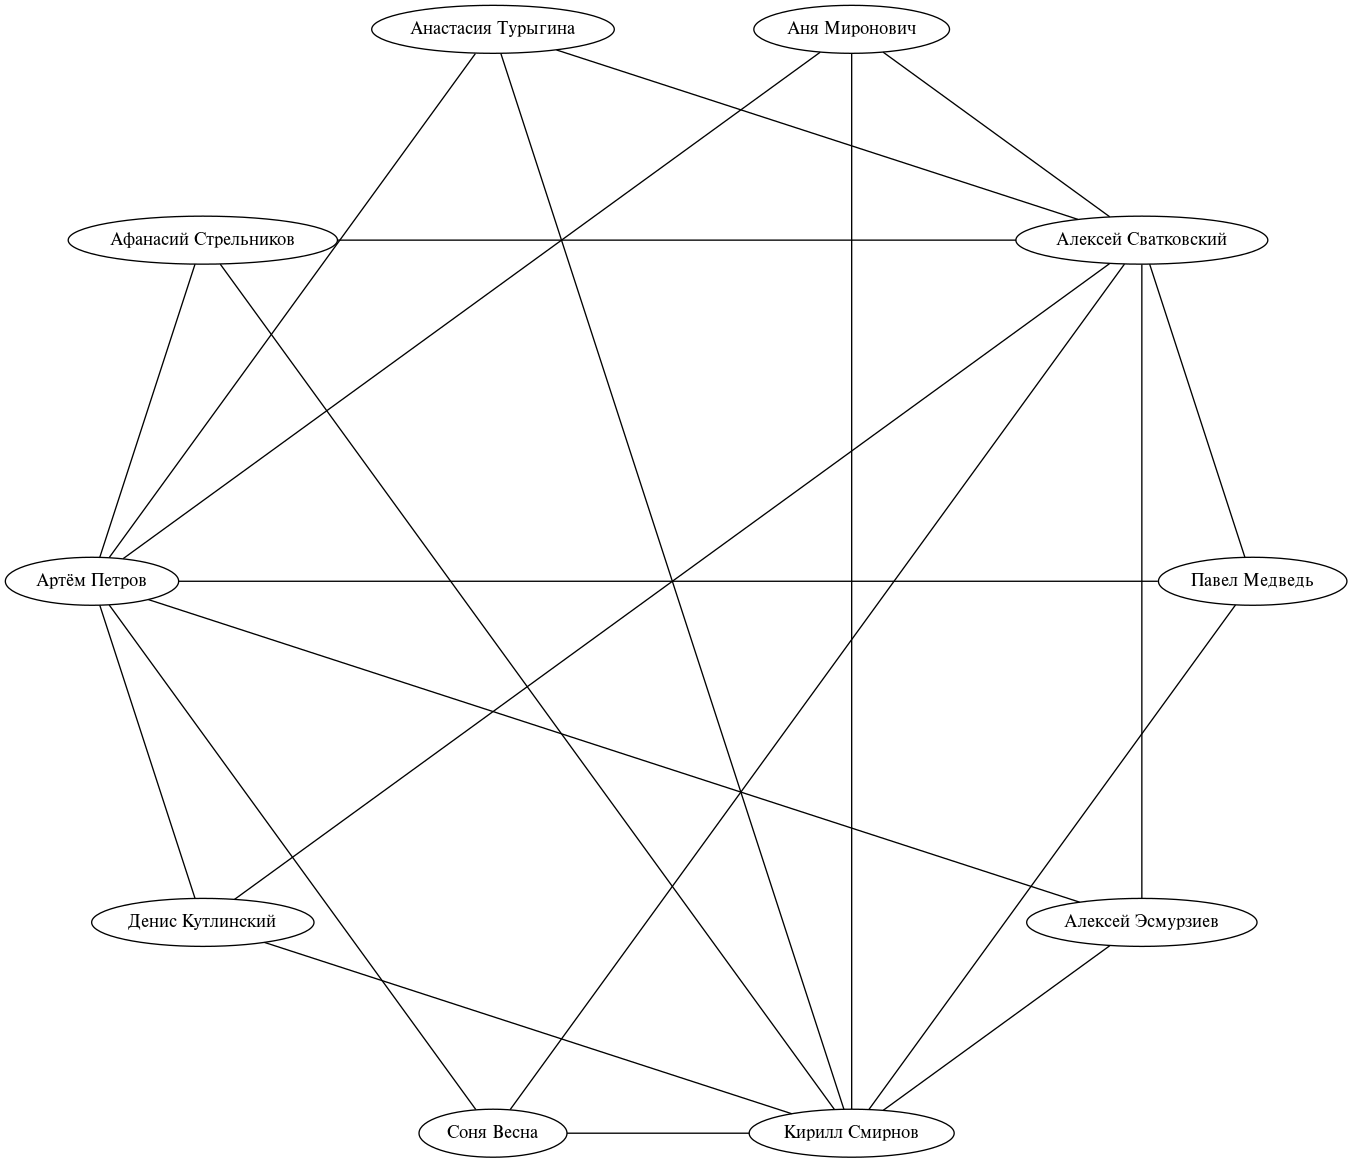 Анастасия Турыгина
Аня Миронович
Афанасий Стрельников
Алексей Сватковский
Артём Петров
Павел Медведь
Денис Кутлинский
Алексей Эсмурзиев
Соня Весна
Кирилл Смирнов